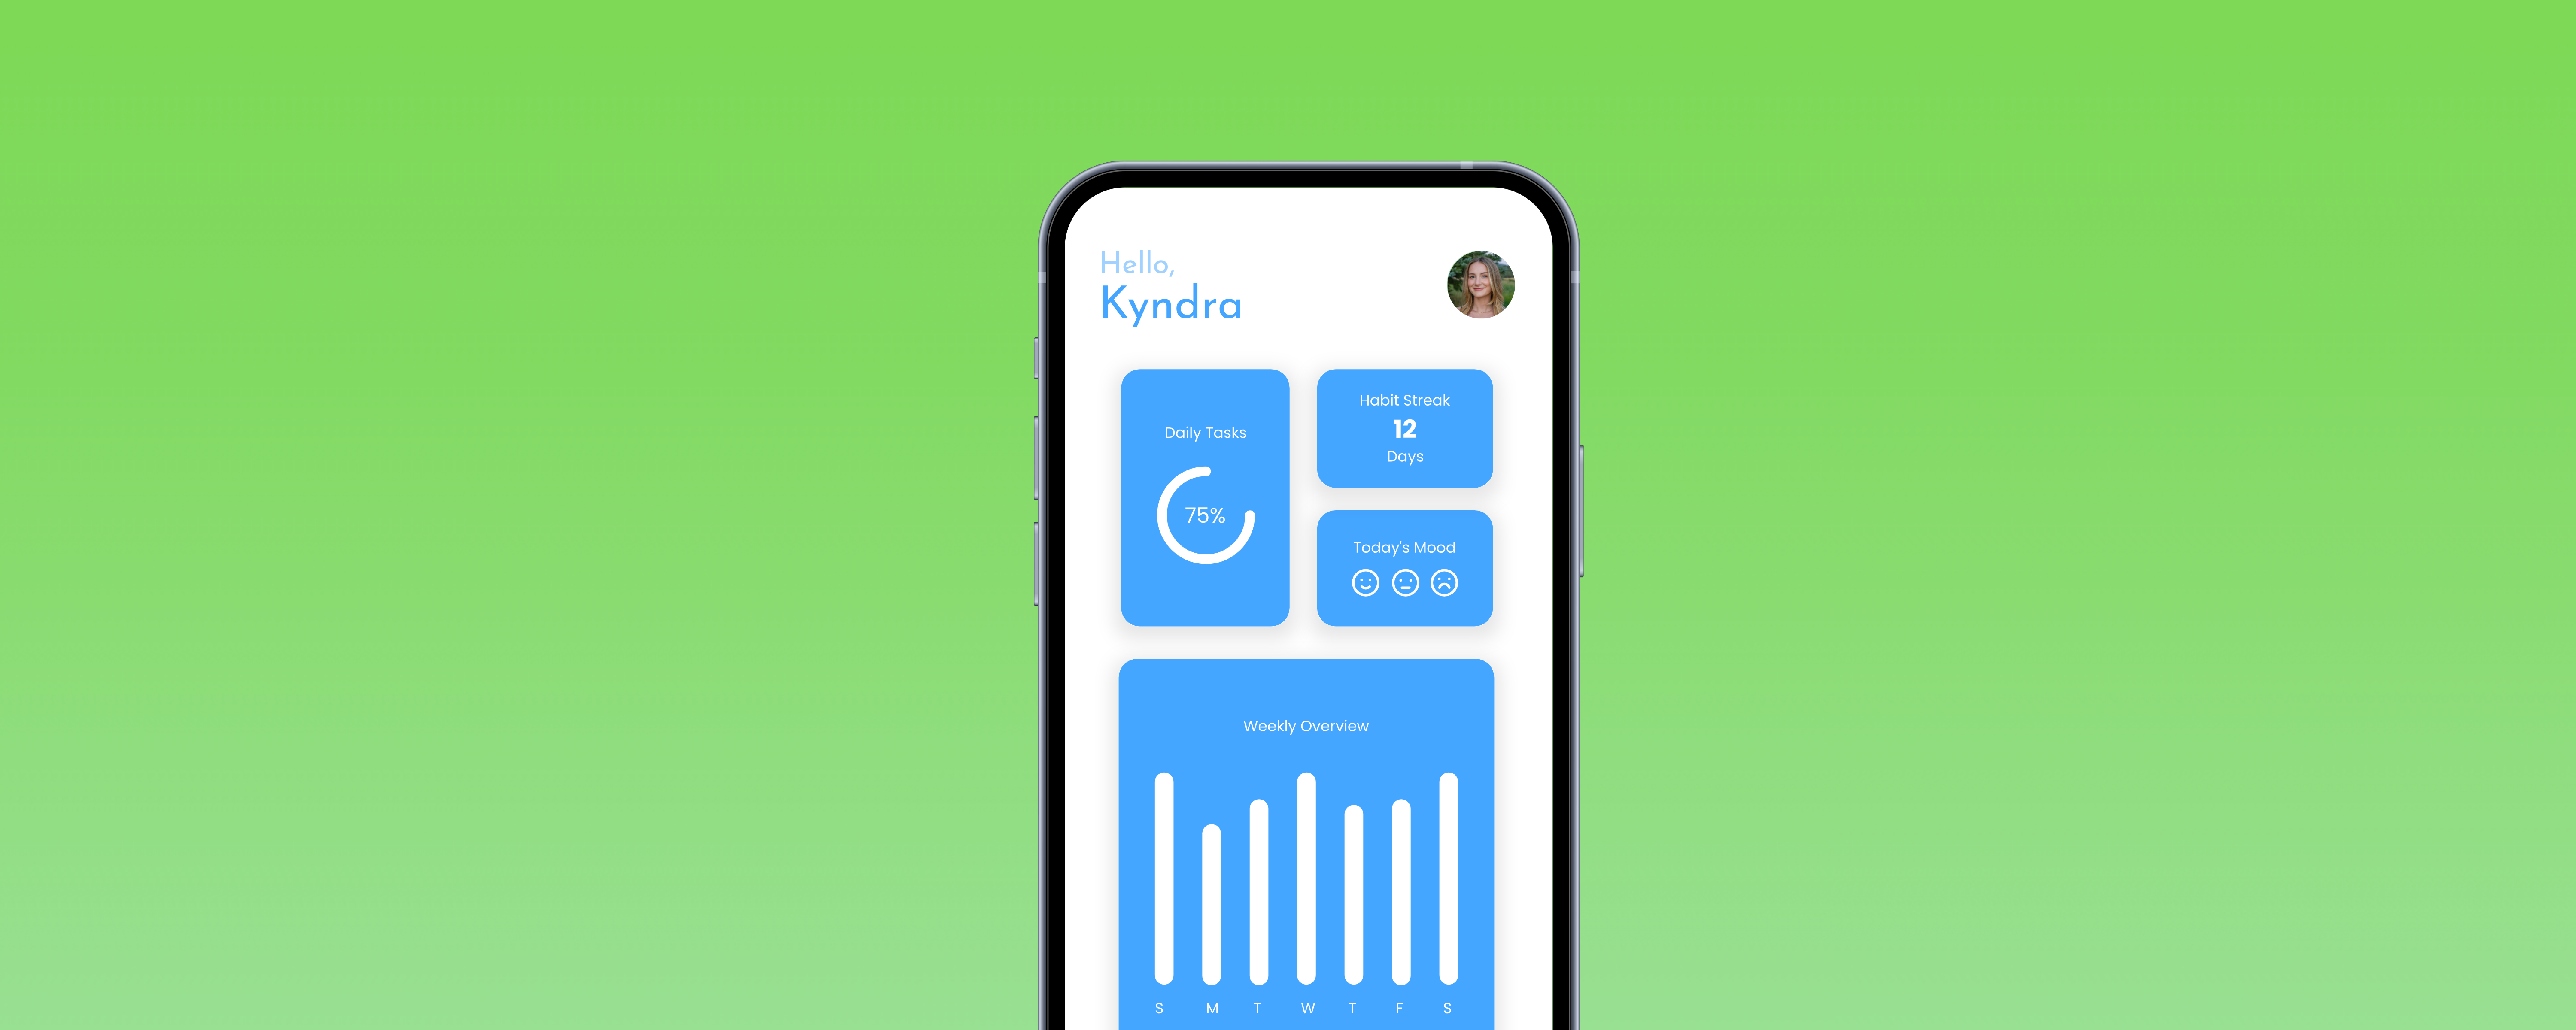 Hello,
Kyndra
Daily Tasks
75%
Habit Streak
12
Days
Today's Mood
Weekly Overview
S M T W T F S